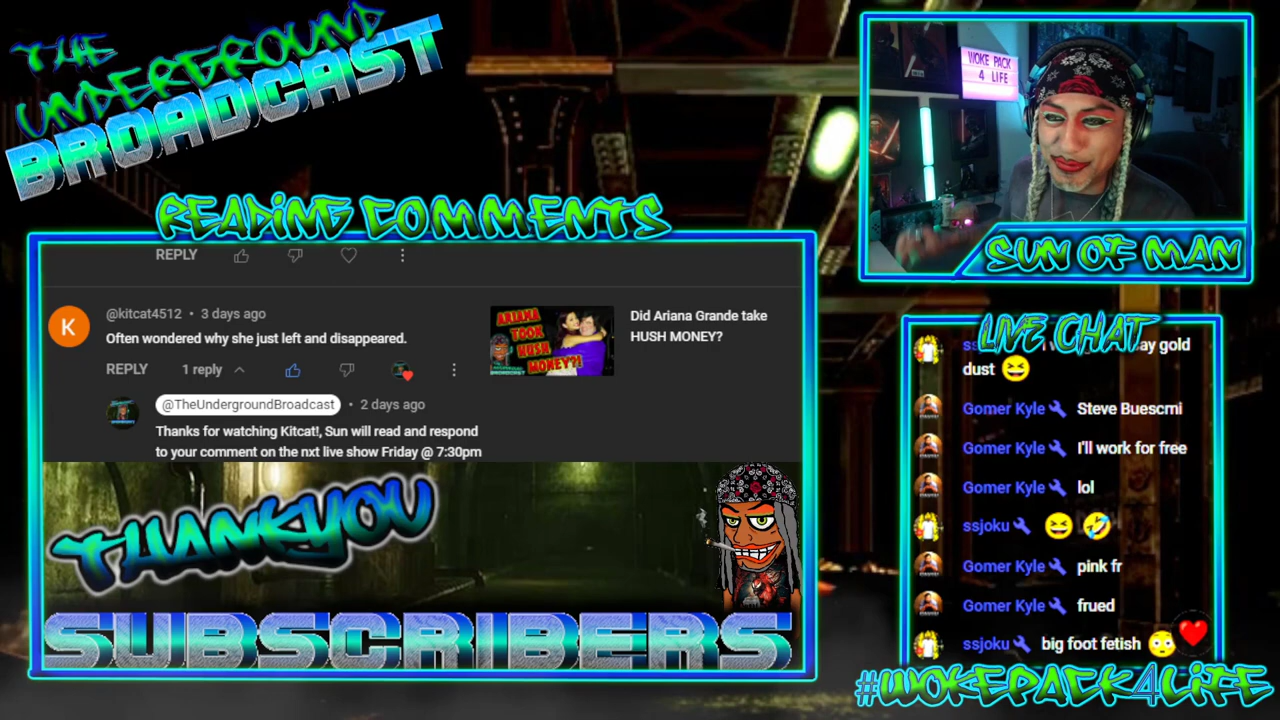 THE
UNDERGROUND
BROADCAST
READING COMMENTS
REPLY
@kitcat4512 • 3 days ago
Often wondered why she just left and disappeared.
REPLY 1 reply
@TheUndergroundBroadcast • 2 days ago
Thanks for watching Kitcat!, Sun will read and respond
to your comment on the nxt live show Friday @ 7:30pm
ARIANA
TOOK
HUSH
MONEY?!
Did Ariana Grande take
HUSH MONEY?
K
THANKYOU
SUBSCRIBERS
WOKE PACK
4 LIFE
SUN OF MAN
LIVE CHAT
gold
dust 😆
Gomer Kyle Steve Buescmi
Gomer Kyle I'll work for free
Gomer Kyle lol
ssjoku 😆 🤣
Gomer Kyle pink fr
Gomer Kyle frued
ssjoku big foot fetish 😳
#WOKEPACK4LIFE